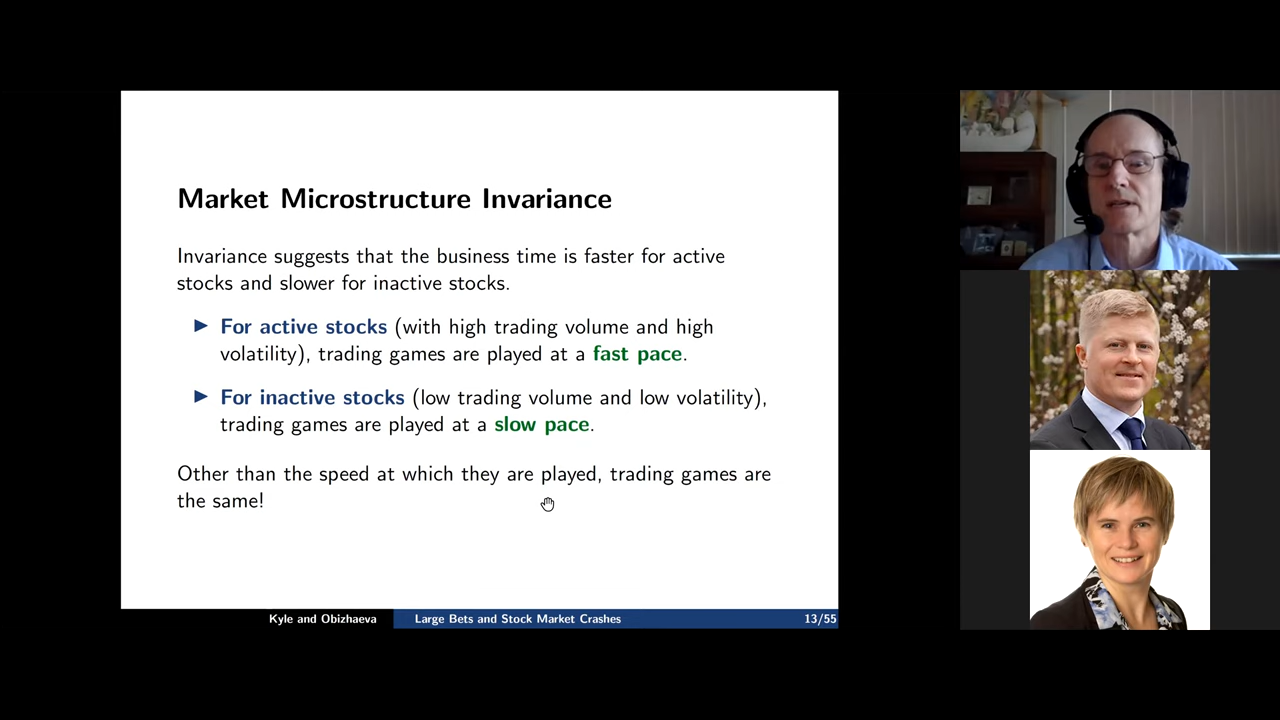 Market Microstructure Invariance
Invariance suggests that the business time is faster for active
stocks and slower for inactive stocks.
▶ For active stocks (with high trading volume and high
volatility), trading games are played at a fast pace.
▶ For inactive stocks (low trading volume and low volatility),
trading games are played at a slow pace.
Other than the speed at which they are played, trading games are
the same!
Kyle and Obizhaeva
Large Bets and Stock Market Crashes
13/55